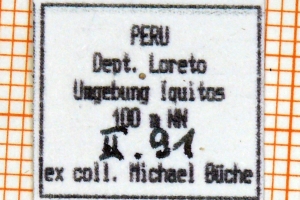 PERU
Dept. Loreto
Umgebung Iquitos
100 m NN
II. 91
ex coll. Michael Büche